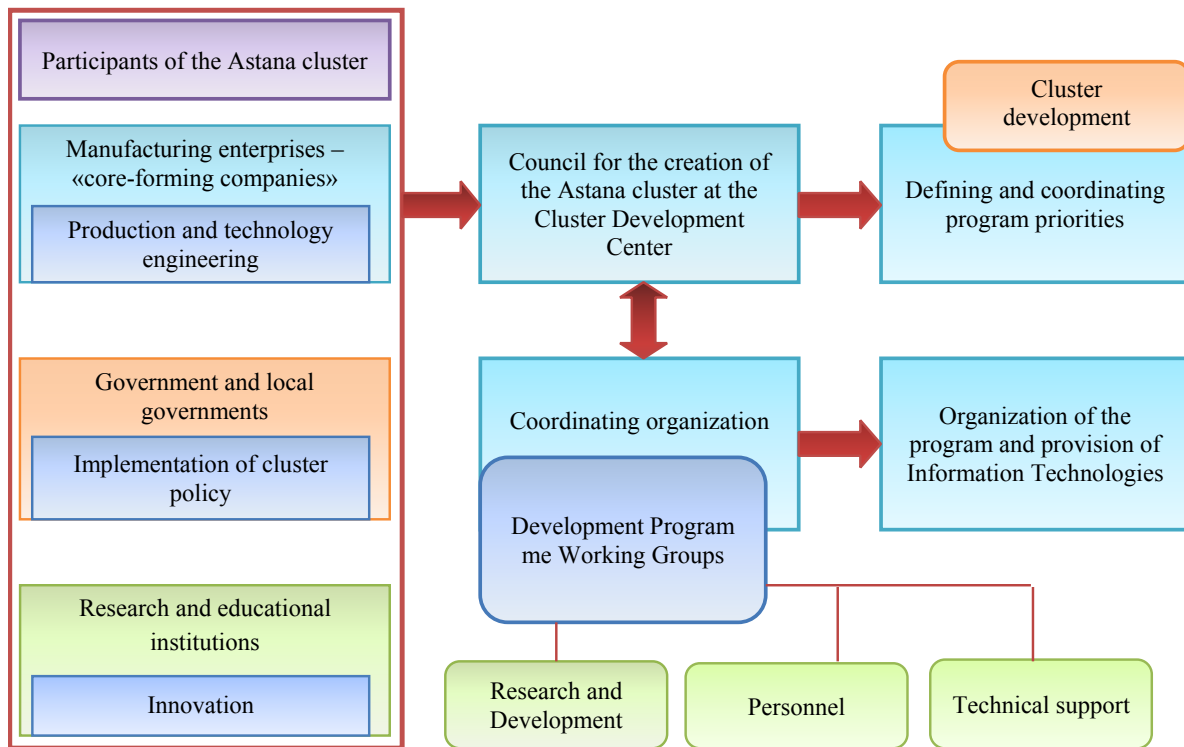 Participants of the Astana cluster
Manufacturing enterprises –
«core-forming companies»
Production and technology
engineering
Government and local
governments
Implementation of cluster
policy
Research and educational
institutions
Innovation
Council for the creation of
the Astana cluster at the
Cluster Development
Center
Cluster
development
Defining and coordinating
program priorities
Coordinating organization
Development Program
me Working Groups
Organization of the
program and provision of
Information Technologies
Research and
Development
Personnel
Technical support